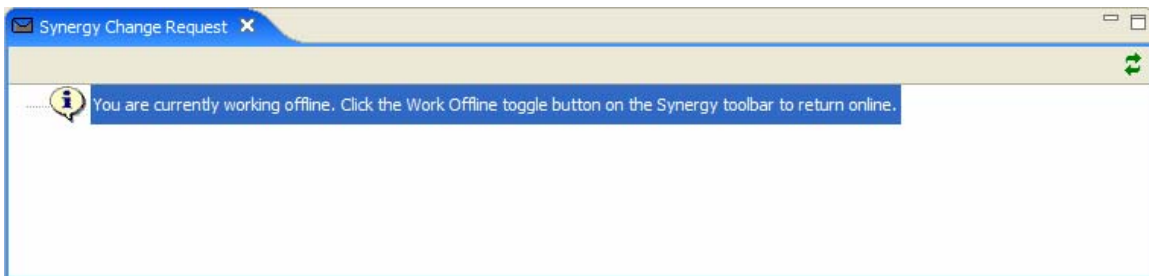 Synergy Change Request
You are currently working offline. Click the Work Offline toggle button on the Synergy toolbar to return online.